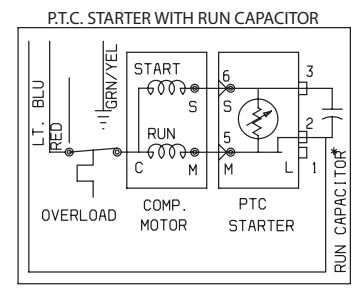 P.T.C. STARTER WITH RUN CAPACITOR
LT. BLU
RED
GRN/YEL
START
S
RUN
C
M
6
S
5
M
3
2
L
1
OVERLOAD
COMP.
MOTOR
PTC
STARTER
RUN CAPACITOR*